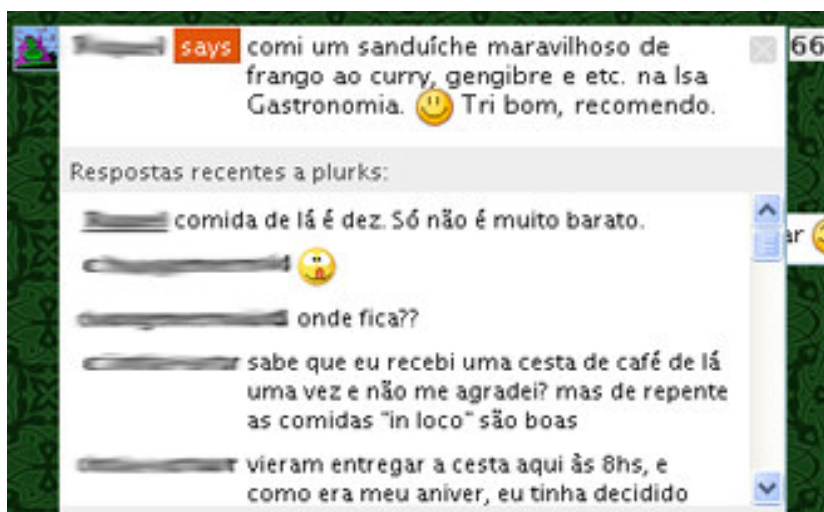 says comi um sanduíche maravilhoso de
frango ao curry, gengibre e etc. na Isa
Gastronomia. Tri bom, recomendo.
66
Respostas recentes a plurks:
comida de lá é dez. Só não é muito barato.
ar
onde fica??
sabe que eu recebi uma cesta de café de lá
uma vez e não me agradei? mas de repente
as comidas "in loco" são boas
vieram entregar a cesta aqui às 8hs, e
como era meu aniver, eu tinha decidido